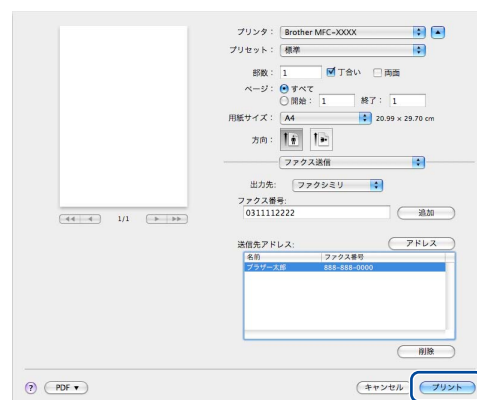 プリンタ： Brother MFC-XXXX
プリセット： 標準
部数： 1 丁合い 両面
ページ： すべて
開始： 1 終了： 1
用紙サイズ： A4 20.99 × 29.70 cm
方向：
ファクス送信
出力先： ファクシミリ
ファクス番号:
0311112222 追加
1/1
送信先アドレス: アドレス
名前 ファクス番号
ブラザー太郎 888-888-0000
削除
? PDF ▼ キャンセル プリント